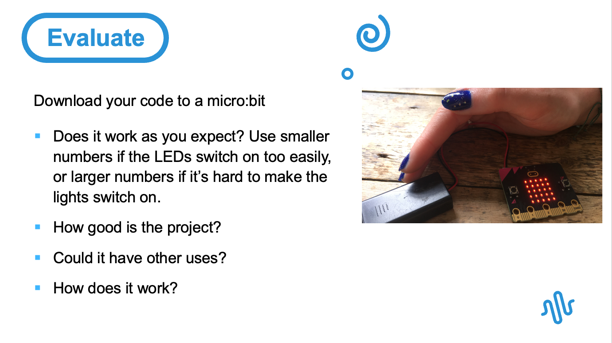 Evaluate
Download your code to a micro:bit
Does it work as you expect? Use smaller
numbers if the LEDs switch on too easily,
or larger numbers if it's hard to make the
lights switch on.
How good is the project?
Could it have other uses?
How does it work?